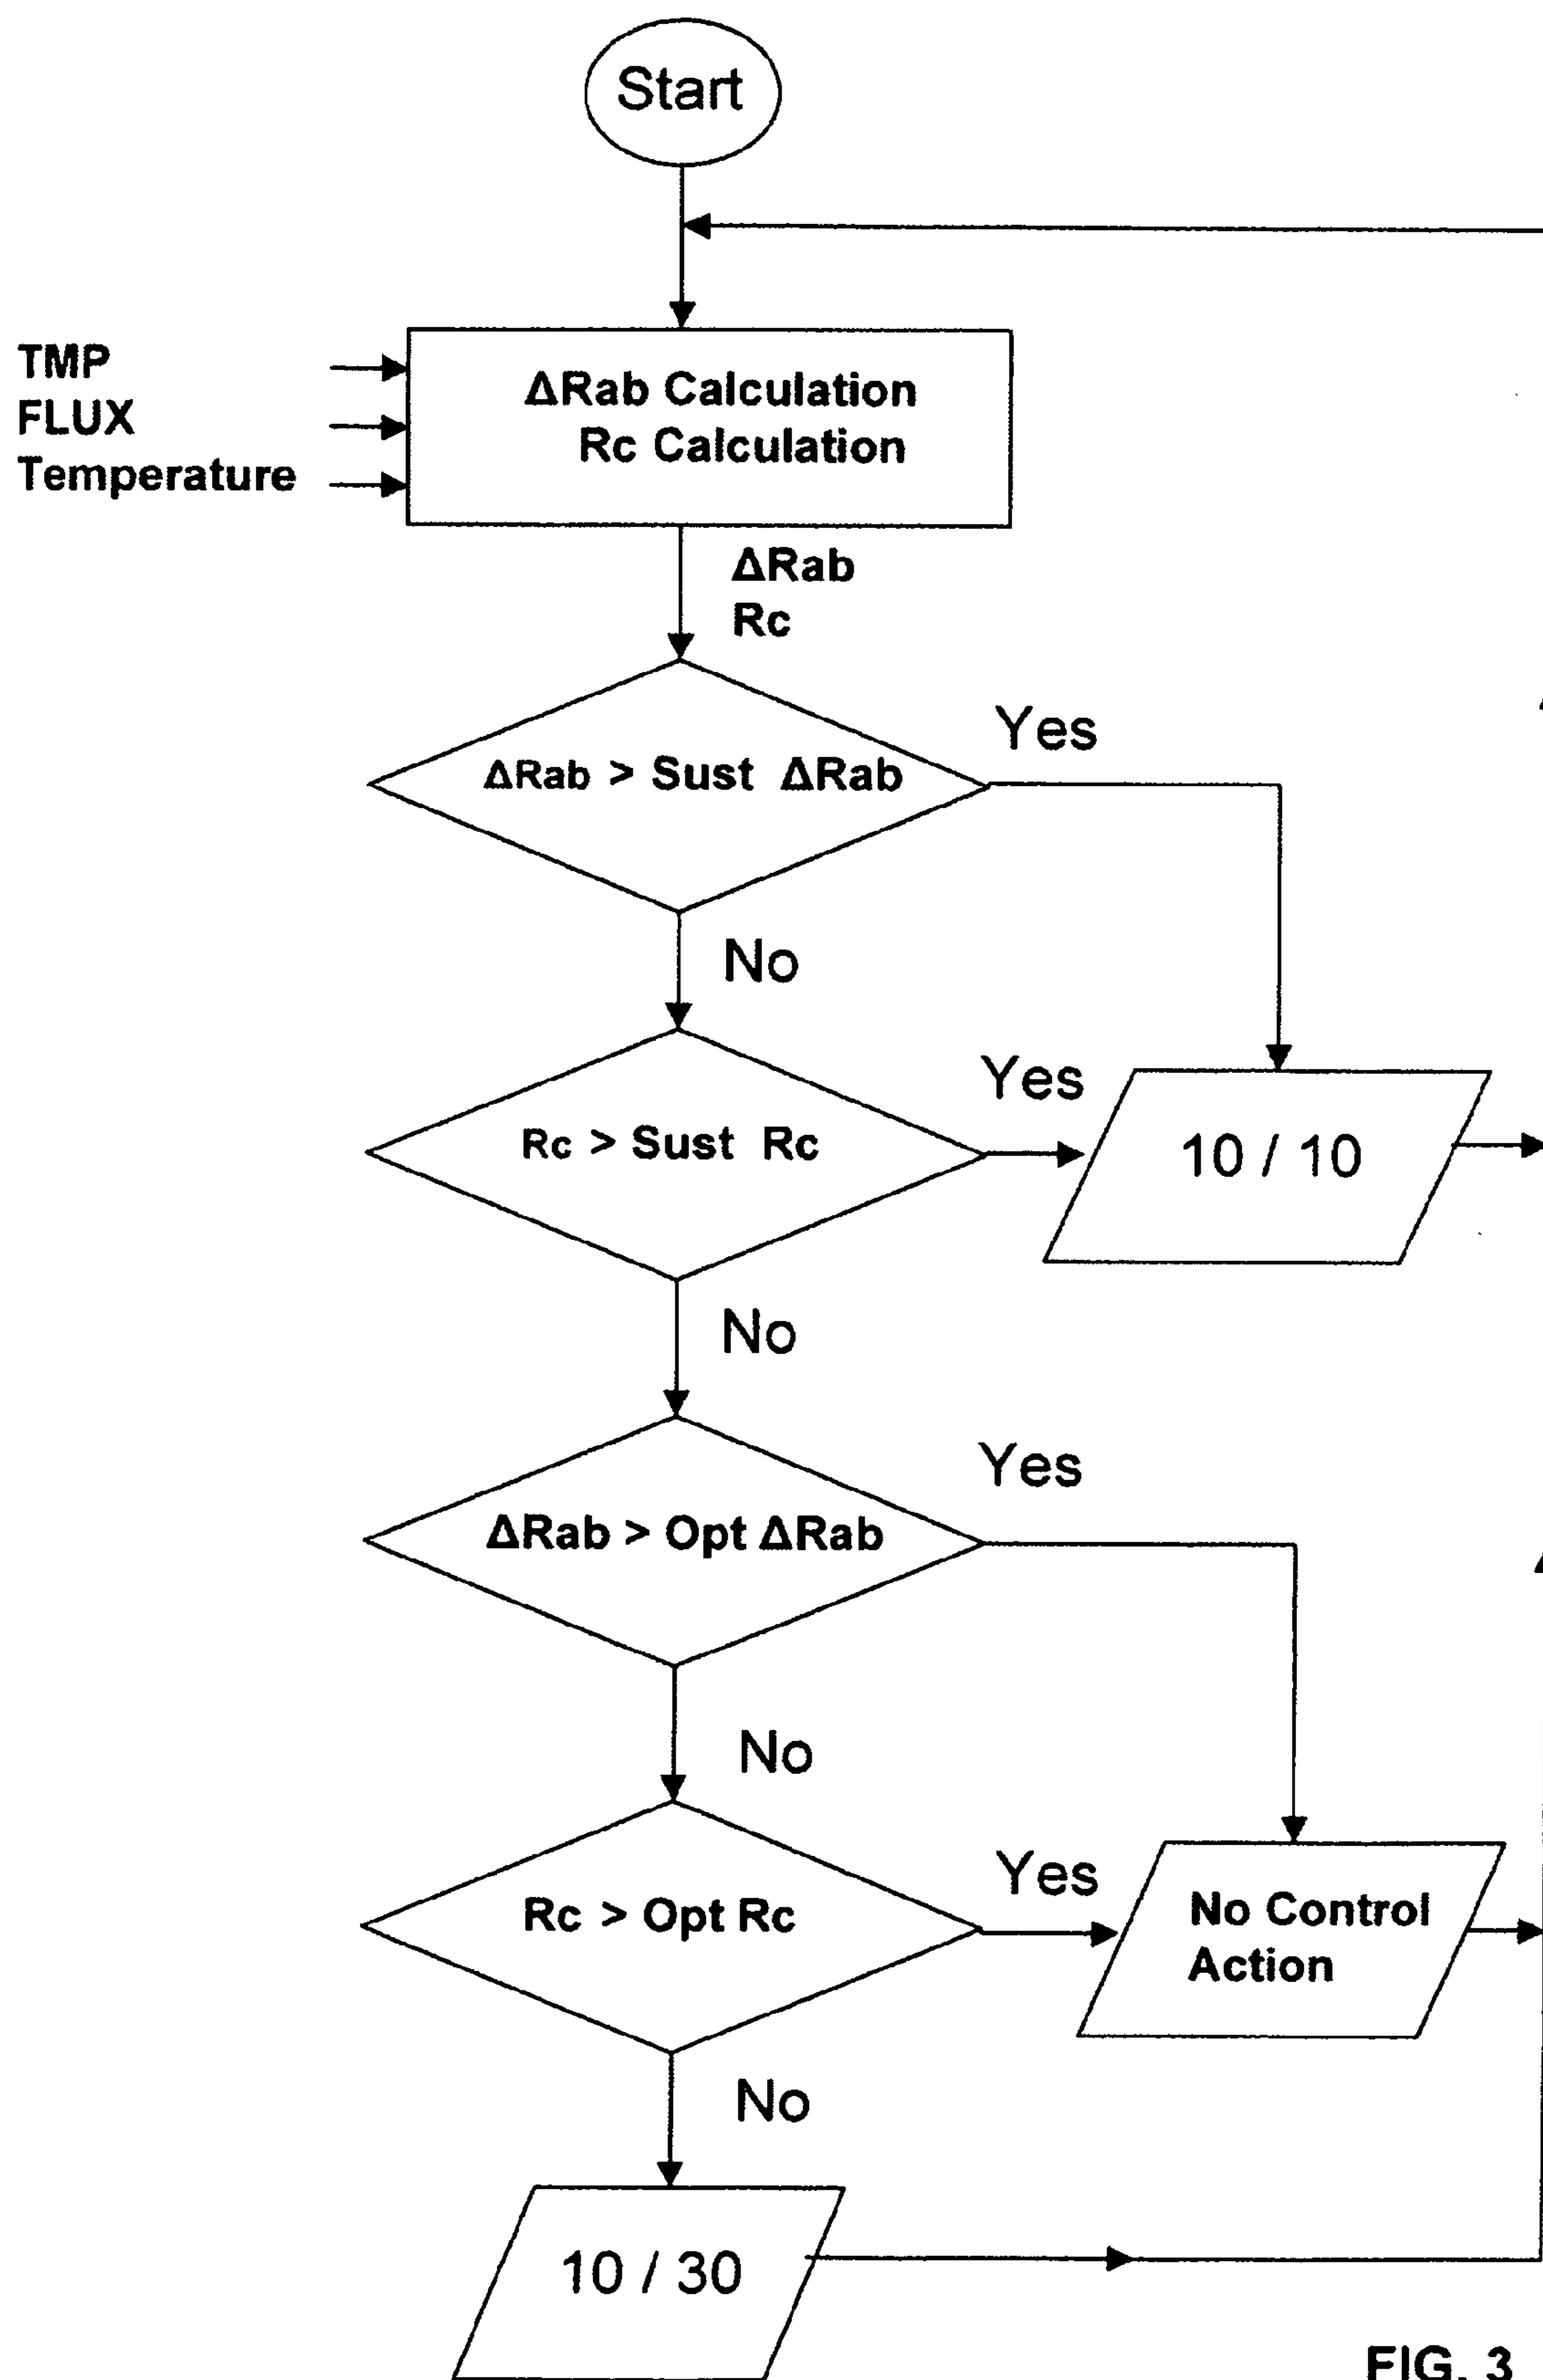 Start
TMP
FLUX
Temperature
ΔRab Calculation
Rc Calculation
ΔRab
Rc
ΔRab > Sust ΔRab
Yes
No
Rc > Sust Rc
Yes
10 / 10
No
ΔRab > Opt ΔRab
Yes
No
Rc > Opt Rc
Yes
No Control
Action
No
10 / 30
FIG. 3